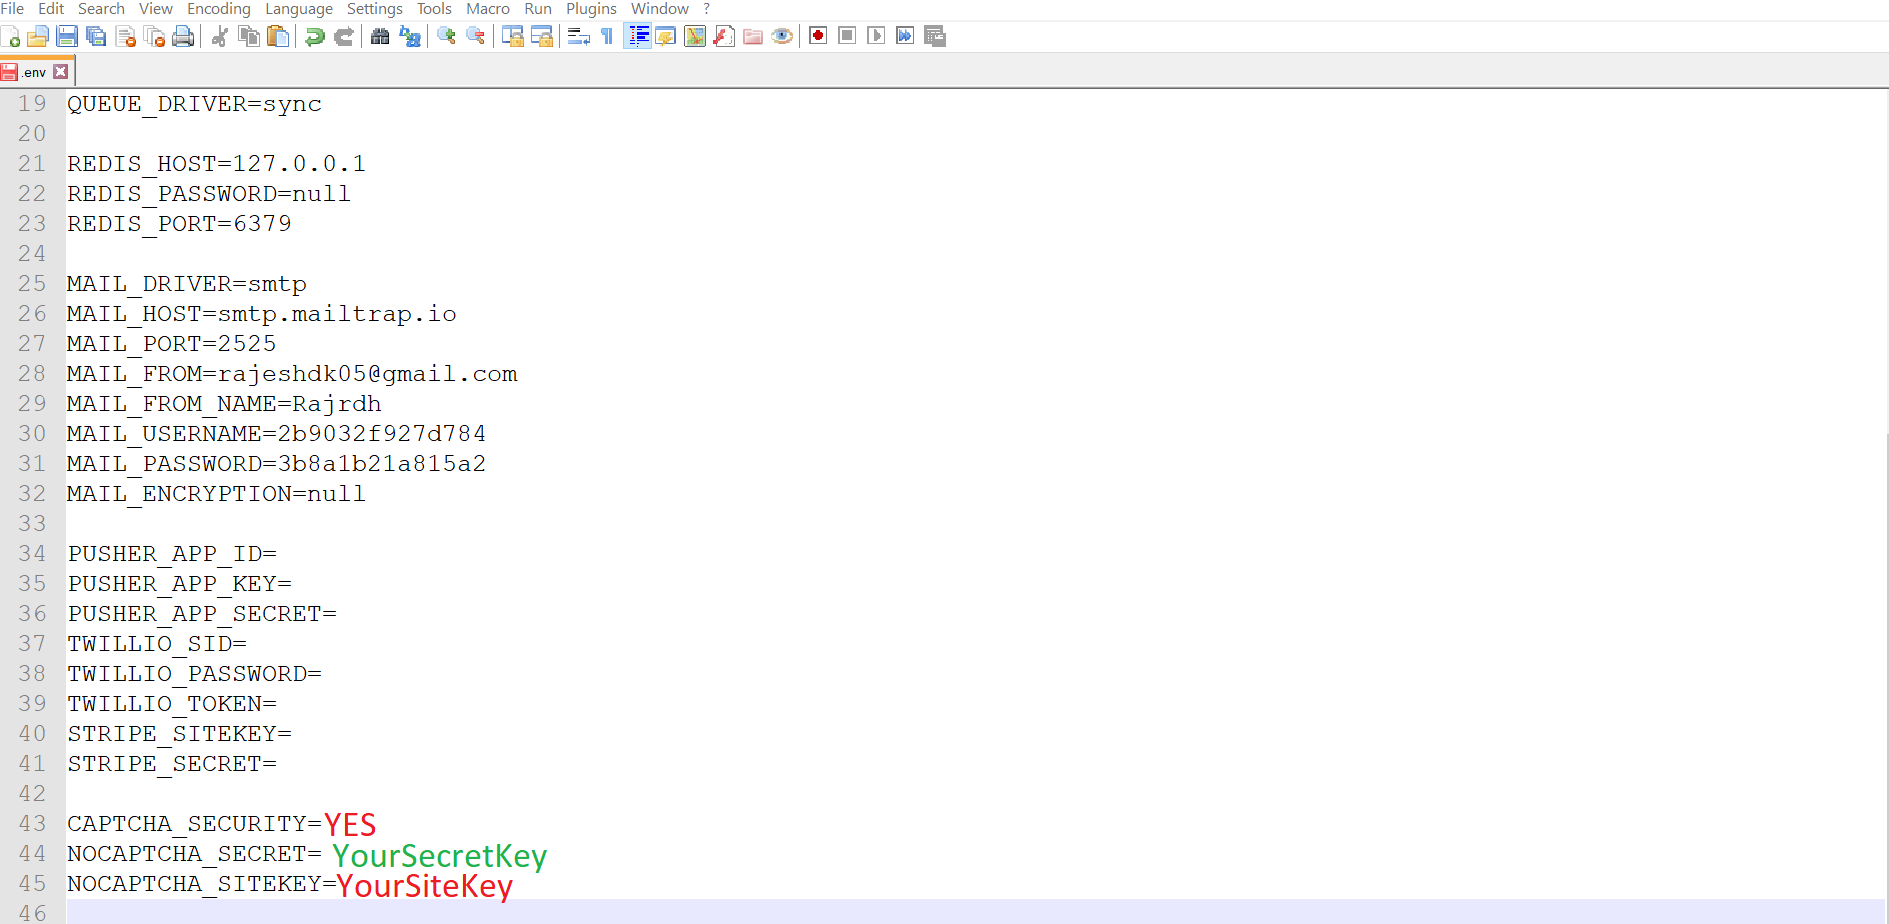 File Edit Search View Encoding Language Settings Tools Macro Run Plugins Window ?
.env
19 QUEUE_DRIVER=sync
20
21 REDIS_HOST=127.0.0.1
22 REDIS_PASSWORD=null
23 REDIS_PORT=6379
24
25 MAIL_DRIVER=smtp
26 MAIL_HOST=smtp.mailtrap.io
27 MAIL_PORT=2525
28 MAIL_FROM=rajeshdk05@gmail.com
29 MAIL_FROM_NAME=Rajrdh
30 MAIL_USERNAME=2b9032f927d784
31 MAIL_PASSWORD=3b8a1b21a815a2
32 MAIL_ENCRYPTION=null
33
34 PUSHER_APP_ID=
35 PUSHER_APP_KEY=
36 PUSHER_APP_SECRET=
37 TWILLIO_SID=
38 TWILLIO_PASSWORD=
39 TWILLIO_TOKEN=
40 STRIPE_SITEKEY=
41 STRIPE_SECRET=
42
43 CAPTCHA_SECURITY=YES
44 NOCAPTCHA_SECRET= YourSecretKey
45 NOCAPTCHA_SITEKEY=YourSiteKey
46